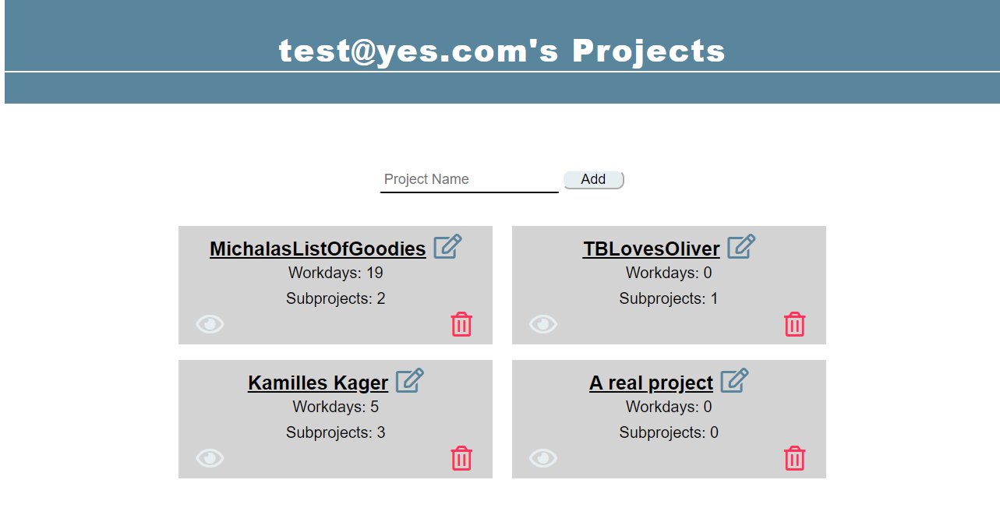 test@yes.com's Projects
Project Name
Add
MichalasListOfGoodies
Workdays: 19
Subprojects: 2
TBLovesOliver
Workdays: 0
Subprojects: 1
Kamilles Kager
Workdays: 5
Subprojects: 3
A real project
Workdays: 0
Subprojects: 0